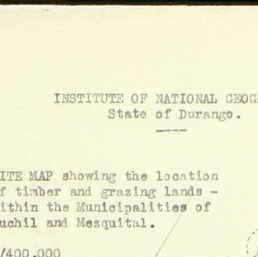 INSTITUTE OF NATIONAL GEOG
State of Durango.
ITE MAP showing the location
f timber and grazing lands -
ithin the Municipalities of
uchil and Mezquital.
/400,000